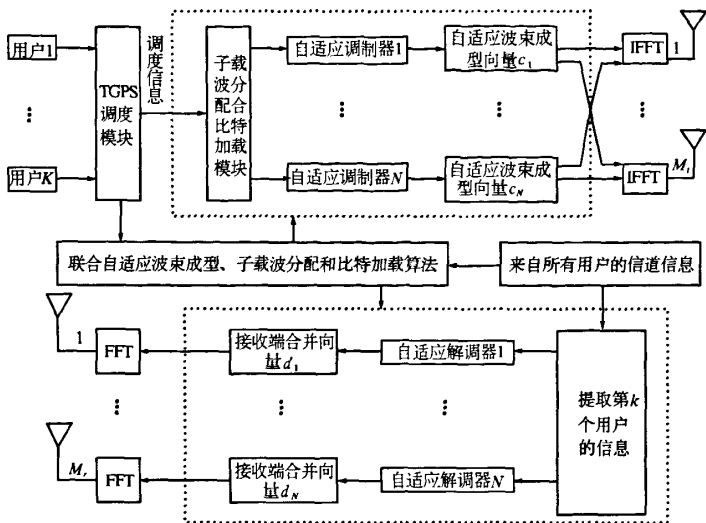 用户1
⋮
用户K
TGPS
调度
模块
调度信息
子载
波分
配合
比特
加载
模块
自适应调制器1
⋮
自适应调制器N
自适应波束成
型向量c₁
⋮
自适应波束成
型向量c_N
IFFT
1
⋮
IFFT
M_t
联合自适应波束成型、子载波分配和比特加载算法
来自所有用户的信道信息
1
FFT
接收端合并向
量d₁
自适应解调器1
⋮
⋮
⋮
提取第k
个用户
的信息
M_r
FFT
接收端合并向
量d_N
自适应解调器N